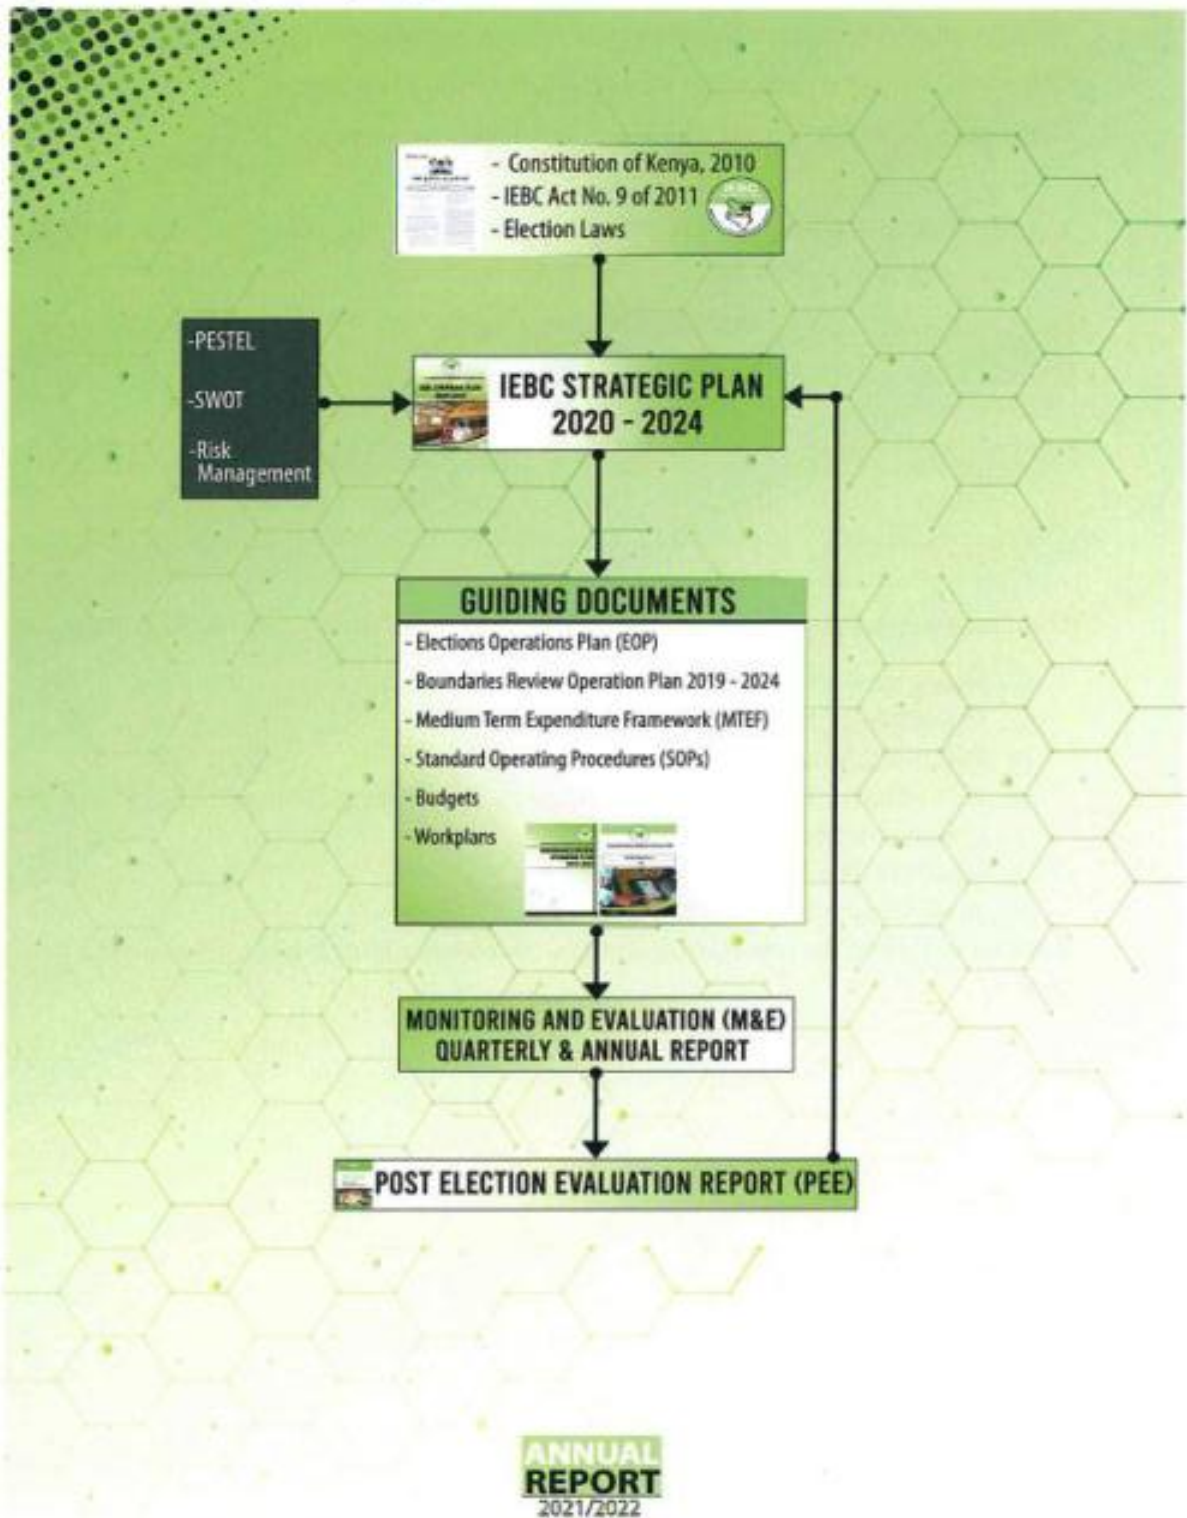 - Constitution of Kenya, 2010
- IEBC Act No. 9 of 2011
- Election Laws
IEBC
-PESTEL
-SWOT
-Risk
Management
IEBC STRATEGIC PLAN
2020 - 2024
GUIDING DOCUMENTS
- Elections Operations Plan (EOP)
- Boundaries Review Operation Plan 2019 - 2024
- Medium Term Expenditure Framework (MTEF)
- Standard Operating Procedures (SOPs)
- Budgets
- Workplans
MONITORING AND EVALUATION (M&E)
QUARTERLY & ANNUAL REPORT
POST ELECTION EVALUATION REPORT (PEE)
ANNUAL
REPORT
2021/2022